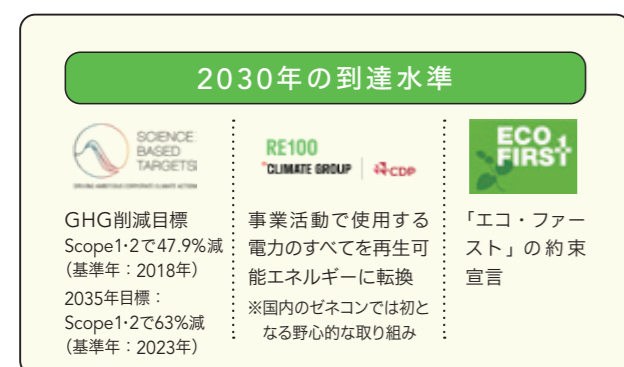 2030年の到達水準
SCIENCE
BASED
TARGETS
DRIVING AMBITIOUS CORPORATE CLIMATE ACTION
GHG削減目標
Scope1・2で47.9%減
(基準年：2018年)
2035年目標：
Scope1・2で63%減
(基準年：2023年)
RE100
°CLIMATE GROUP
CDP
事業活動で使用する
電力のすべてを再生可
能エネルギーに転換
※国内のゼネコンでは初と
なる野心的な取り組み
ECO
FIRST
「エコ・ファー
スト」の約束
宣言